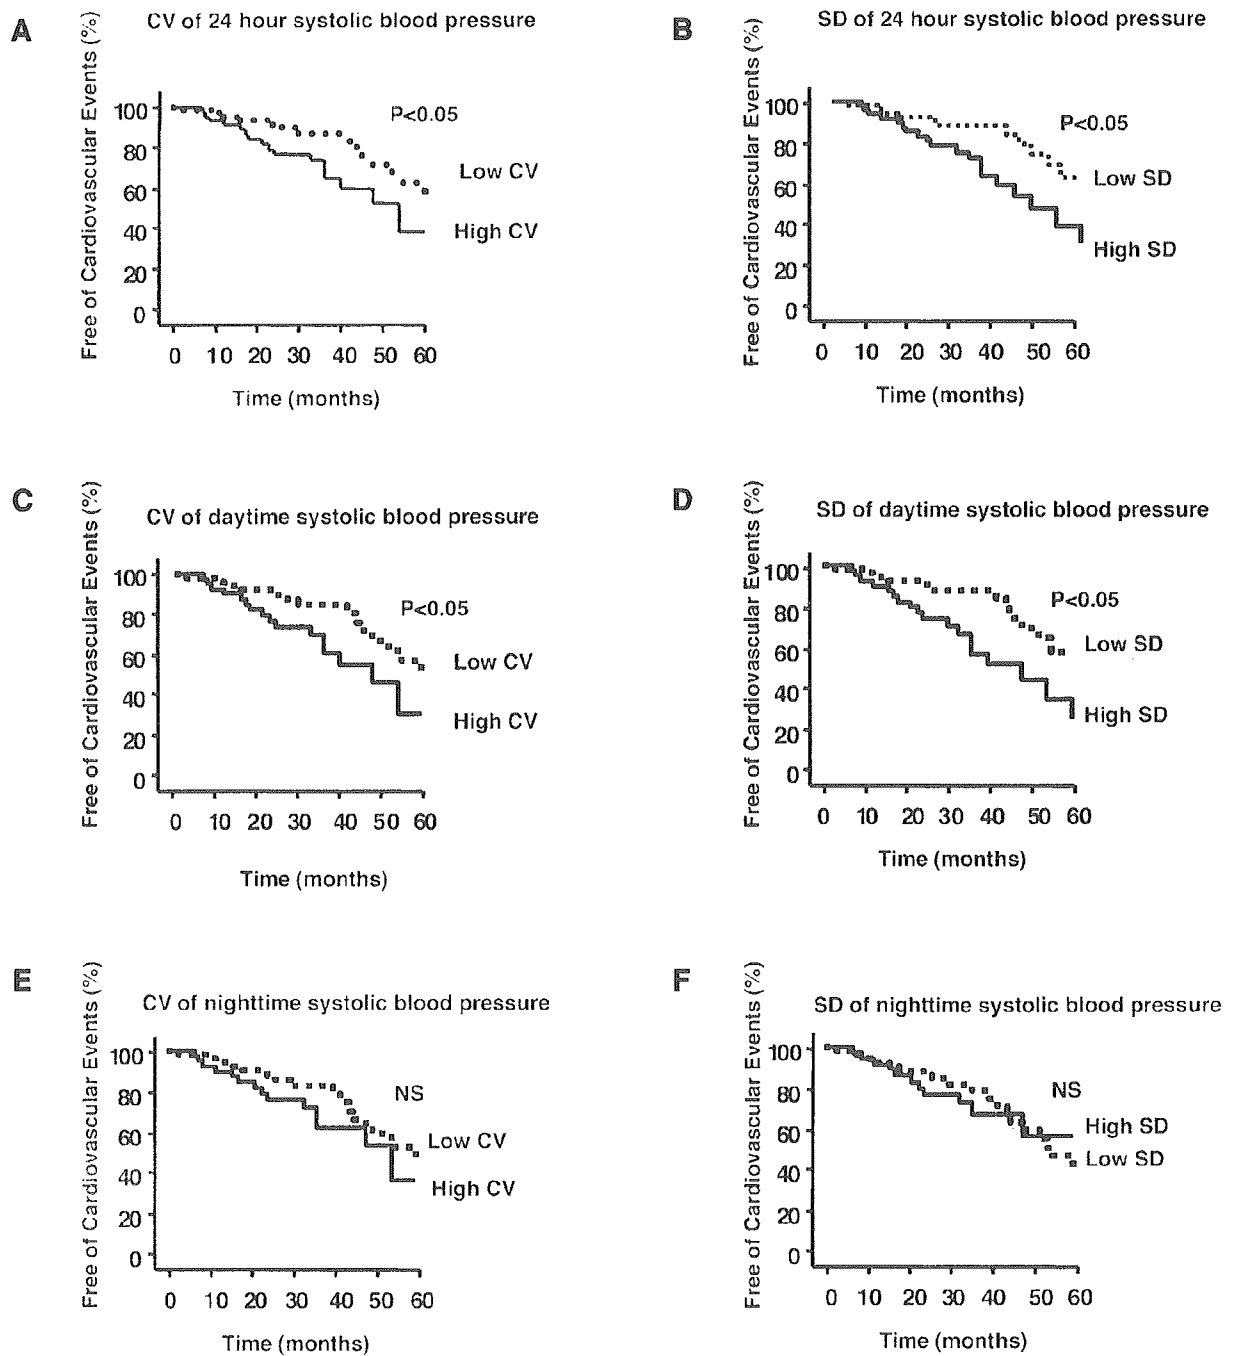 A
CV of 24 hour systolic blood pressure
Free of Cardiovascular Events (%)
100
80
60
40
20
0
P<0.05
Low CV
High CV
0 10 20 30 40 50 60
Time (months)
B
SD of 24 hour systolic blood pressure
Free of Cardiovascular Events (%)
100
80
60
40
20
0
P<0.05
Low SD
High SD
0 10 20 30 40 50 60
Time (months)
C
CV of daytime systolic blood pressure
Free of Cardiovascular Events (%)
100
80
60
40
20
0
P<0.05
Low CV
High CV
0 10 20 30 40 50 60
Time (months)
D
SD of daytime systolic blood pressure
Free of Cardiovascular Events (%)
100
80
60
40
20
0
P<0.05
Low SD
High SD
0 10 20 30 40 50 60
Time (months)
E
CV of nighttime systolic blood pressure
Free of Cardiovascular Events (%)
100
80
60
40
20
0
NS
Low CV
High CV
0 10 20 30 40 50 60
Time (months)
F
SD of nighttime systolic blood pressure
Free of Cardiovascular Events (%)
100
80
60
40
20
0
NS
High SD
Low SD
0 10 20 30 40 50 60
Time (months)